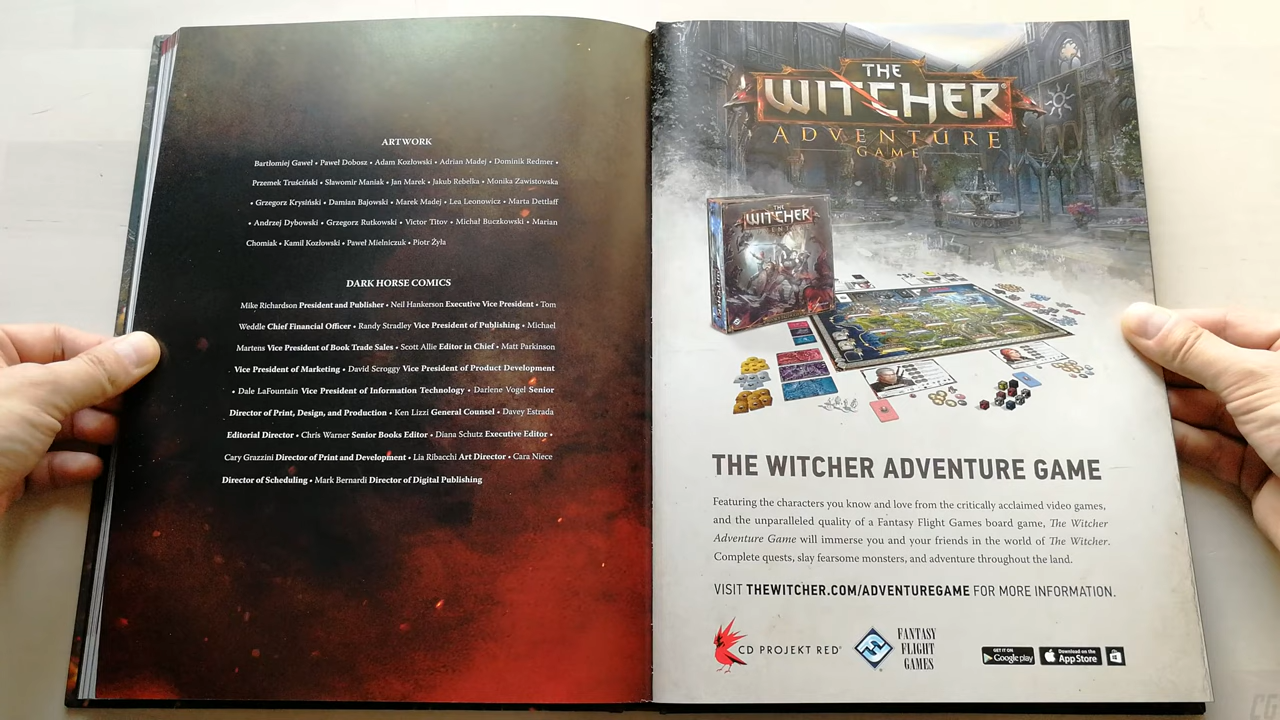 ARTWORK
Bartłomiej Gaweł • Paweł Dobosz • Adam Kozłowski • Adrian Madej • Dominik Redmer •
Przemek Truściński • Sławomir Maniak • Jan Marek • Jakub Rebelka • Monika Zawistowska
• Grzegorz Krysiński • Damian Bajowski • Marek Madej • Lea Leonowicz • Marta Dettlaff
• Andrzej Dybowski • Grzegorz Rutkowski • Victor Titov • Michał Buczkowski • Marian
Chomiak • Kamil Kozłowski • Paweł Mielniczuk • Piotr Żyła
DARK HORSE COMICS
Mike Richardson President and Publisher • Neil Hankerson Executive Vice President • Tom
Weddle Chief Financial Officer • Randy Stradley Vice President of Publishing • Michael
Martens Vice President of Book Trade Sales • Scott Allie Editor in Chief • Matt Parkinson
Vice President of Marketing • David Scroggy Vice President of Product Development
• Dale LaFountain Vice President of Information Technology • Darlene Vogel Senior
Director of Print, Design, and Production • Ken Lizzi General Counsel • Davey Estrada
Editorial Director • Chris Warner Senior Books Editor • Diana Schutz Executive Editor •
Cary Grazzini Director of Print and Development • Lia Ribacchi Art Director • Cara Niece
Director of Scheduling • Mark Bernardi Director of Digital Publishing
THE
WITCHER
ADVENTURE
GAME
THE
WITCHER
THE WITCHER ADVENTURE GAME
Featuring the characters you know and love from the critically acclaimed video games,
and the unparalleled quality of a Fantasy Flight Games board game, The Witcher
Adventure Game will immerse you and your friends in the world of The Witcher.
Complete quests, slay fearsome monsters, and adventure throughout the land.
VISIT THEWITCHER.COM/ADVENTUREGAME FOR MORE INFORMATION.
CD PROJEKT RED®
FANTASY
FLIGHT
GAMES
GET IT ON
Google play
Download on the
App Store
CG